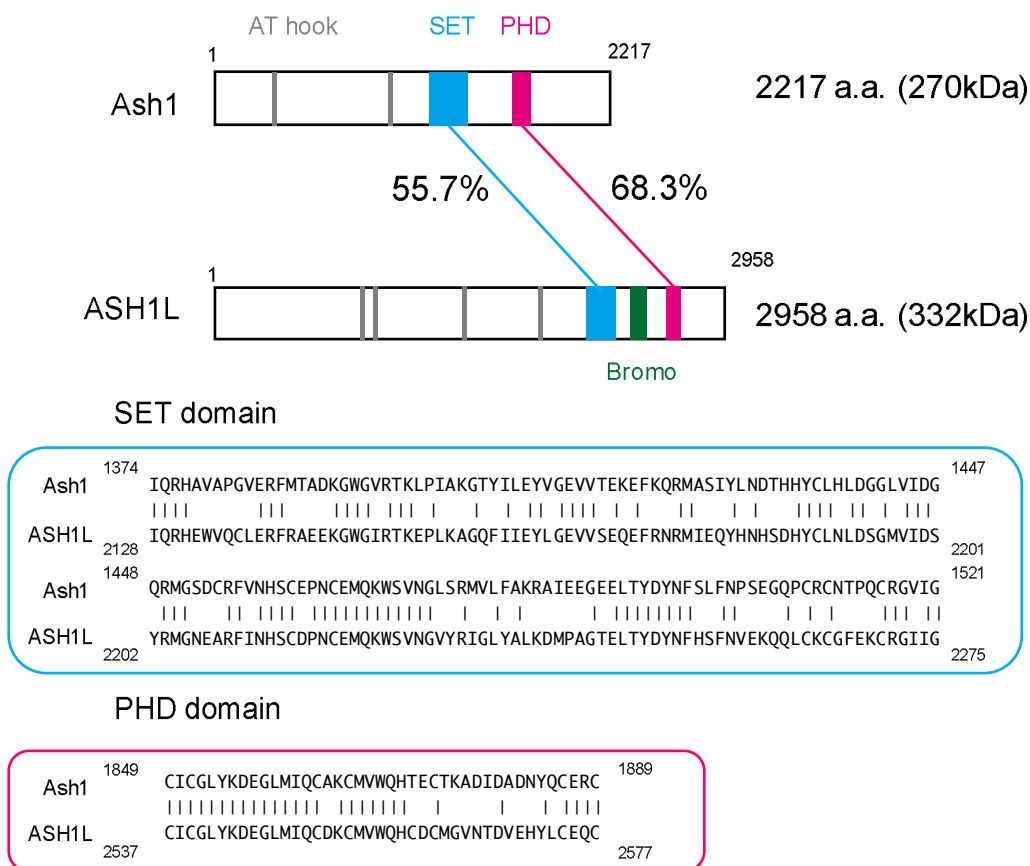 AT hook SET PHD
1 2217
Ash1 2217 a.a. (270kDa)
55.7% 68.3%
1 2958
ASH1L 2958 a.a. (332kDa)
Bromo
SET domain
1374 1447
Ash1 IQRHAVAPGVERFMTADKGWGVRTKLPIAKGTYILEYVGEVVTEKEFKQRMASIYLNDTHHYCLHLDGGLVIDG
ASH1L IQRHEWVQCLERFRAEEKGWGIRTKEPLKAGQFIIEYLGEVVSEQEFRNRMIEQYHNHSDHYCLNLDSGMVIDS
2128 2201
1448 1521
Ash1 QRMGSDCRFVNHSCEPNCEMQKWSVNGLSRMVLFAKRAIEEGEELTYDYNFSLFNPSEGQPCRCNTPQCRGVIG
ASH1L YRMGNEARFINHSCDPNCEMQKWSVNGVYRIGLYALKDMPAGTELTYDYNFHSFNVEKQQLCKCGFEKCRGIIG
2202 2275
PHD domain
1849 1889
Ash1 CICGLYKDEGLMIQCAKCMVWQHTECTKADIDADNYQCERC
ASH1L CICGLYKDEGLMIQCDKCMVWQHCDCMGVNTDVEHYLCEQC
2537 2577